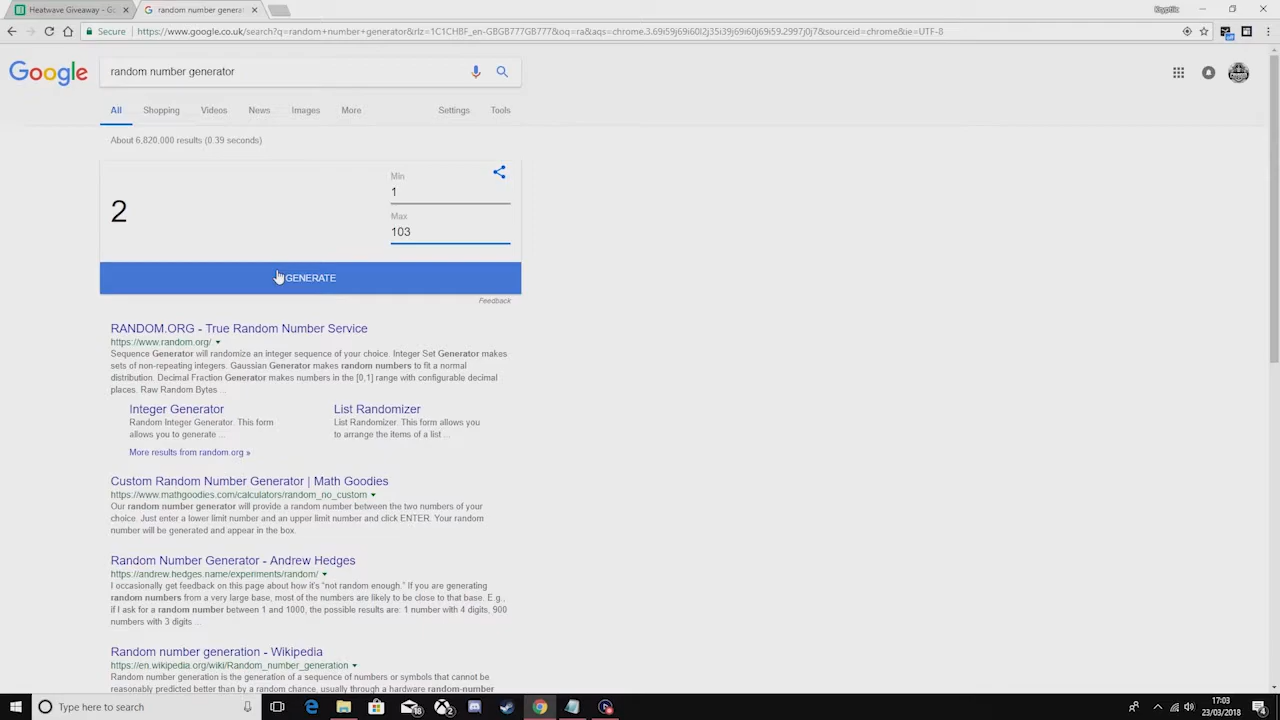 Heatwave Giveaway - G
random number generat
Kryptix
Secure
https://www.google.co.uk/search?q=random+number+generator&rlz=1C1CHBF_en-GBGB777GB777&oq=ra&aqs=chrome.3.69i59j69i60l2j35i39j69i60j69i59.2997j0j7&sourceid=chrome&ie=UTF-8
Google
random number generator
All Shopping Videos News Images More Settings Tools
About 6,820,000 results (0.39 seconds)
2
Min
1
Max
103
GENERATE
Feedback
RANDOM.ORG - True Random Number Service
https://www.random.org/
Sequence Generator will randomize an integer sequence of your choice. Integer Set Generator makes
sets of non-repeating integers. Gaussian Generator makes random numbers to fit a normal
distribution. Decimal Fraction Generator makes numbers in the [0,1] range with configurable decimal
places. Raw Random Bytes ...
Integer Generator
Random Integer Generator. This form
allows you to generate ...
List Randomizer
List Randomizer. This form allows you
to arrange the items of a list ...
More results from random.org »
Custom Random Number Generator | Math Goodies
https://www.mathgoodies.com/calculators/random_no_custom
Our random number generator will provide a random number between the two numbers of your
choice. Just enter a lower limit number and an upper limit number and click ENTER. Your random
number will be generated and appear in the box.
Random Number Generator - Andrew Hedges
https://andrew.hedges.name/experiments/random/
I occasionally get feedback on this page about how it's "not random enough." If you are generating
random numbers from a very large base, most of the numbers are likely to be close to that base. E.g.,
if I ask for a random number between 1 and 1000, the possible results are: 1 number with 4 digits, 900
numbers with 3 digits ...
Random number generation - Wikipedia
https://en.wikipedia.org/wiki/Random_number_generation
Random number generation is the generation of a sequence of numbers or symbols that cannot be
reasonably predicted better than by a random chance, usually through a hardware random-number
Type here to search
18
2
17:03
23/03/2018